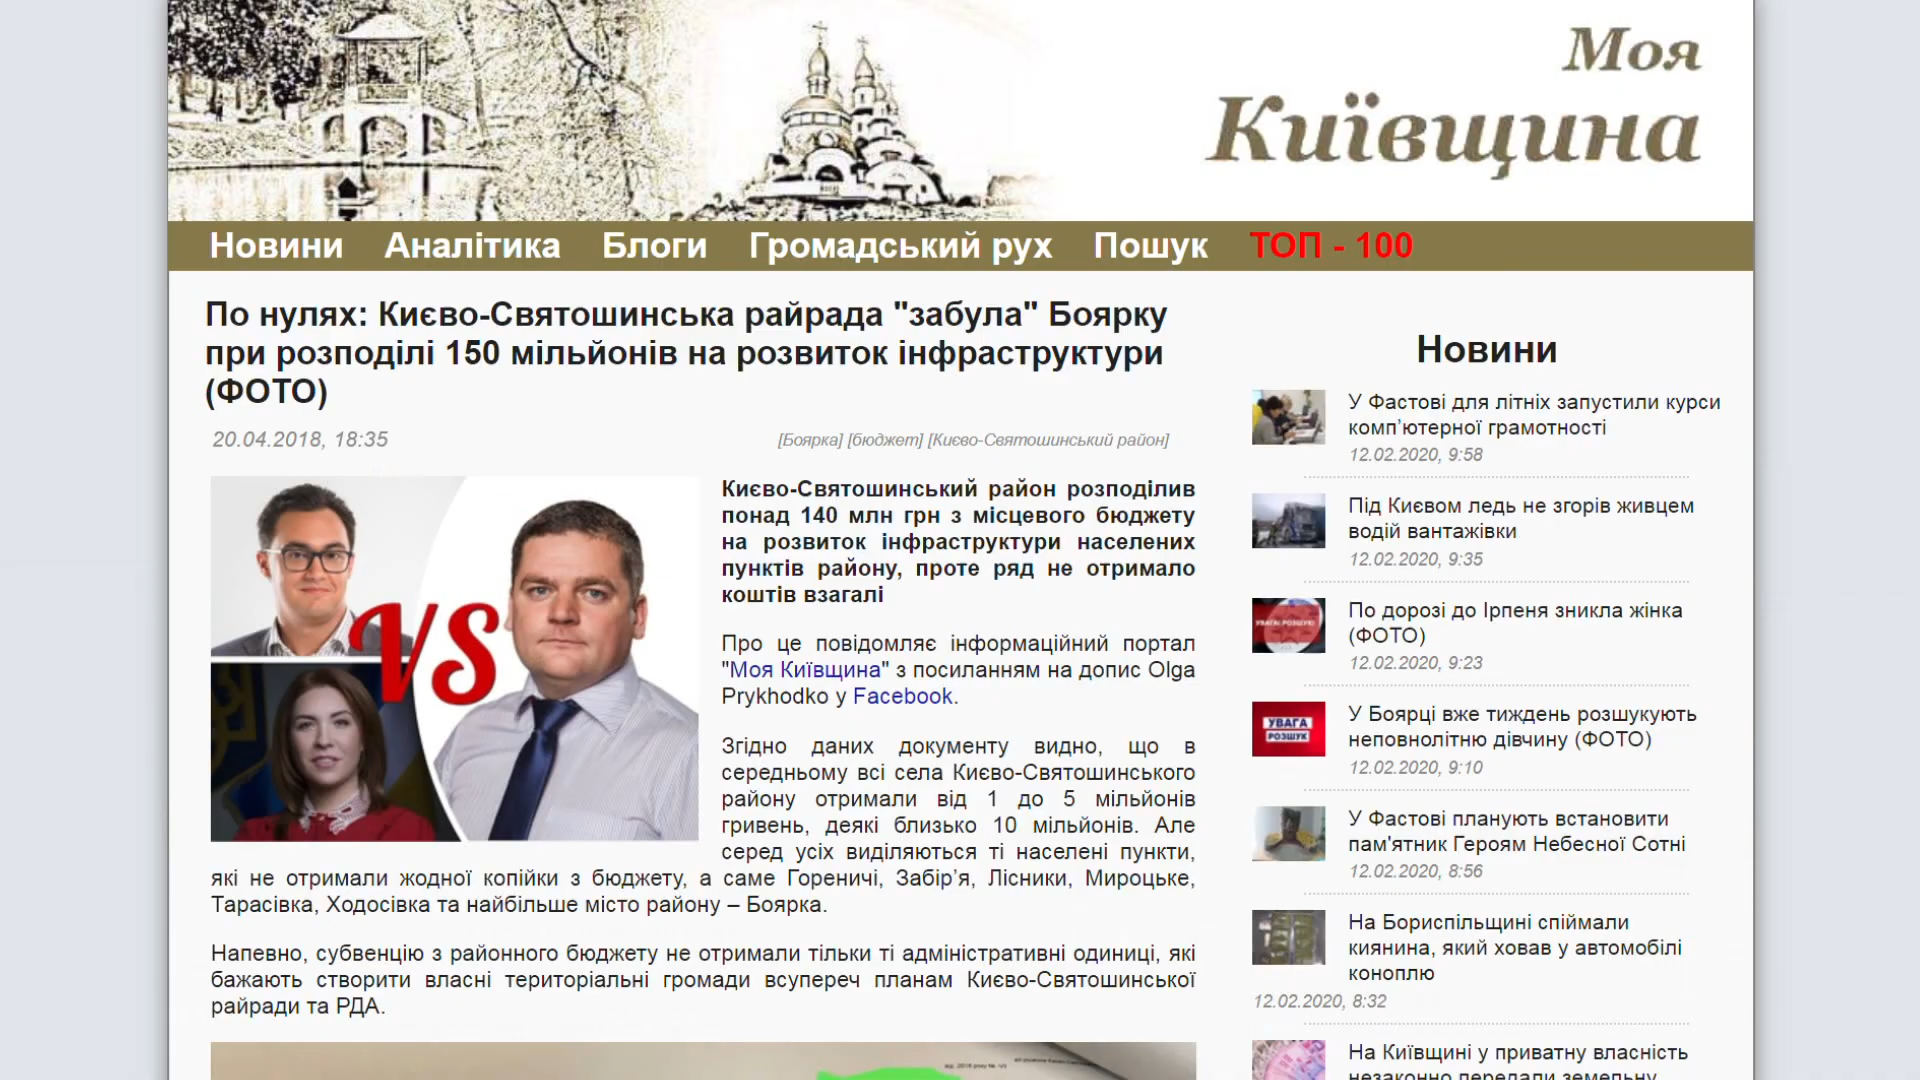 Моя
Київщина
Новини Аналітика Блоги Громадський рух Пошук ТОП - 100
По нулях: Києво-Святошинська райрада "забула" Боярку
при розподілі 150 мільйонів на розвиток інфраструктури
(ФОТО)
20.04.2018, 18:35
[Боярка] [бюджет] [Києво-Святошинський район]
VS
Києво-Святошинський район розподілив
понад 140 млн грн з місцевого бюджету
на розвиток інфраструктури населених
пунктів району, проте ряд не отримало
коштів взагалі
Про це повідомляє інформаційний портал
"Моя Київщина" з посиланням на допис Olga
Prykhodko у Facebook.
Згідно даних документу видно, що в
середньому всі села Києво-Святошинського
району отримали від 1 до 5 мільйонів
гривень, деякі близько 10 мільйонів. Але
серед усіх виділяються ті населені пункти,
які не отримали жодної копійки з бюджету, а саме Гореничі, Забір’я, Лісники, Мироцьке,
Тарасівка, Ходосівка та найбільше місто району – Боярка.
Напевно, субвенцію з районного бюджету не отримали тільки ті адміністративні одиниці, які
бажають створити власні територіальні громади всупереч планам Києво-Святошинської
райради та РДА.
Новини
У Фастові для літніх запустили курси
комп’ютерної грамотності
12.02.2020, 9:58
Під Києвом ледь не згорів живцем
водій вантажівки
12.02.2020, 9:35
УВАГА! РОЗШУК!
По дорозі до Ірпеня зникла жінка
(ФОТО)
12.02.2020, 9:23
УВАГА
РОЗШУК
У Боярці вже тиждень розшукують
неповнолітню дівчину (ФОТО)
12.02.2020, 9:10
У Фастові планують встановити
пам'ятник Героям Небесної Сотні
12.02.2020, 8:56
На Бориспільщині спіймали
киянина, який ховав у автомобілі
коноплю
12.02.2020, 8:32
На Київщині у приватну власність
незаконно передали земельну